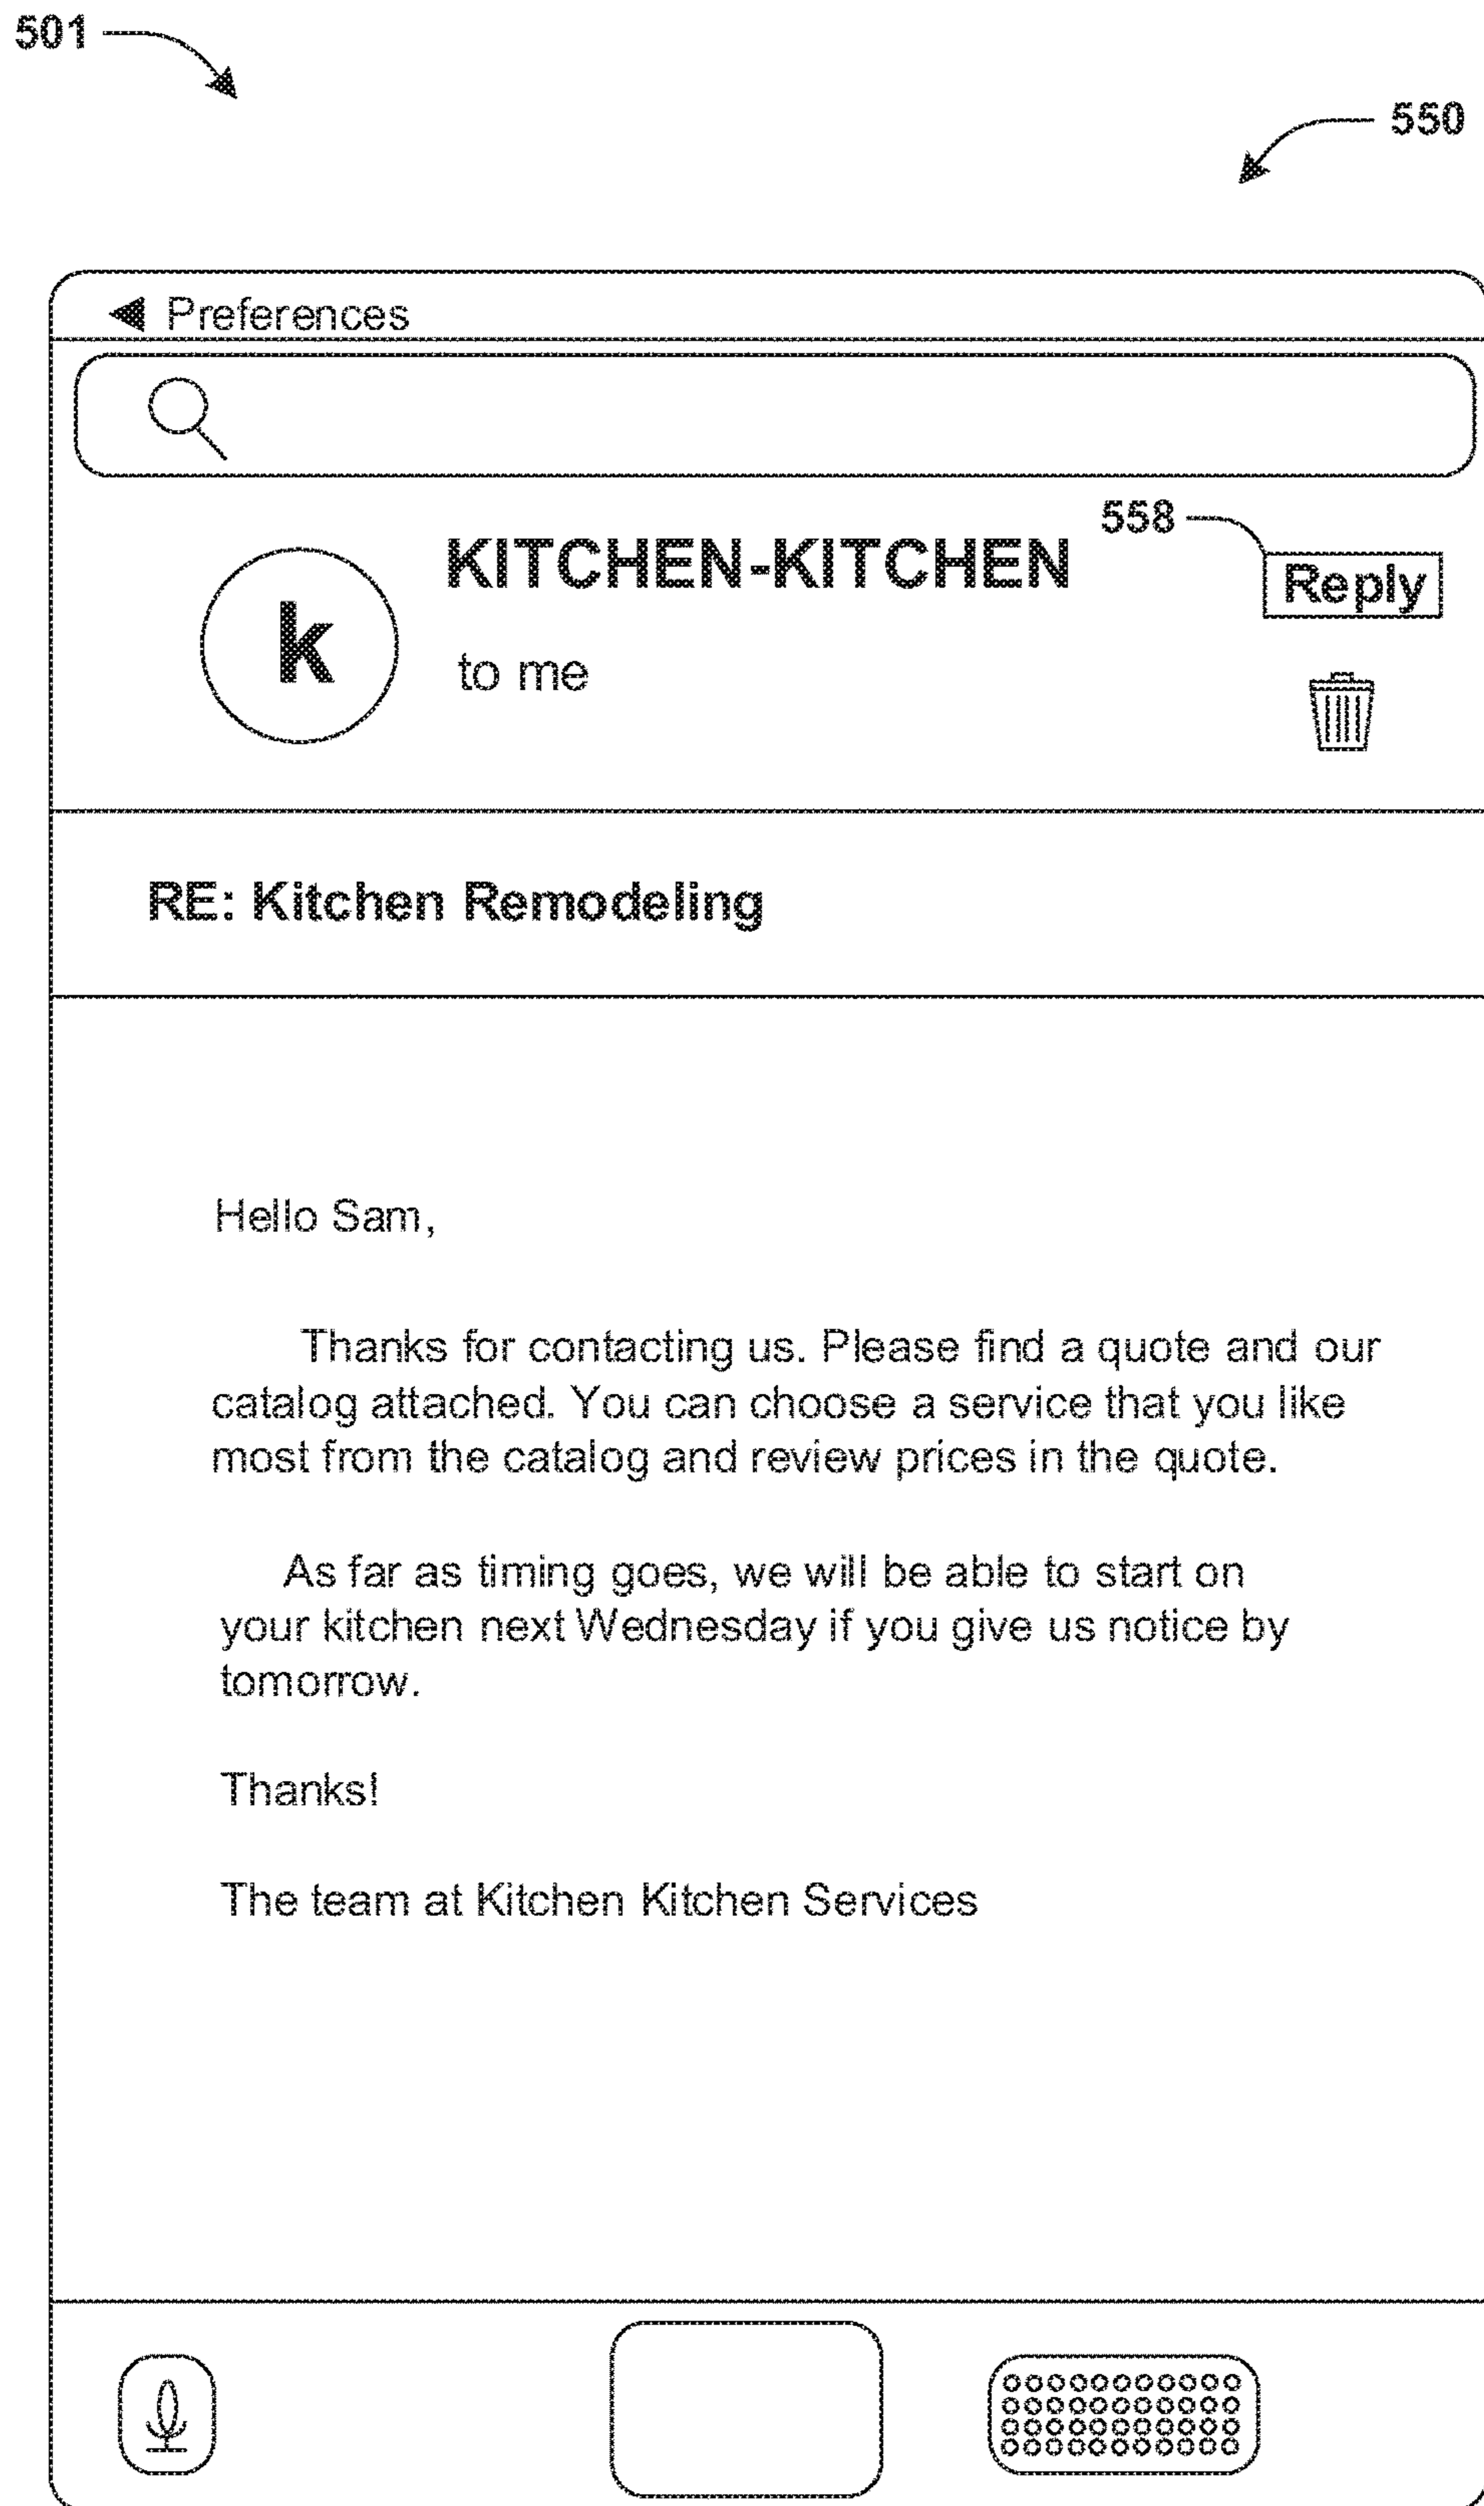 501
550
◀ Preferences
KITCHEN-KITCHEN
558
Reply
k
to me
RE: Kitchen Remodeling
Hello Sam,
Thanks for contacting us. Please find a quote and our
catalog attached. You can choose a service that you like
most from the catalog and review prices in the quote.
As far as timing goes, we will be able to start on
your kitchen next Wednesday if you give us notice by
tomorrow.
Thanks!
The team at Kitchen Kitchen Services